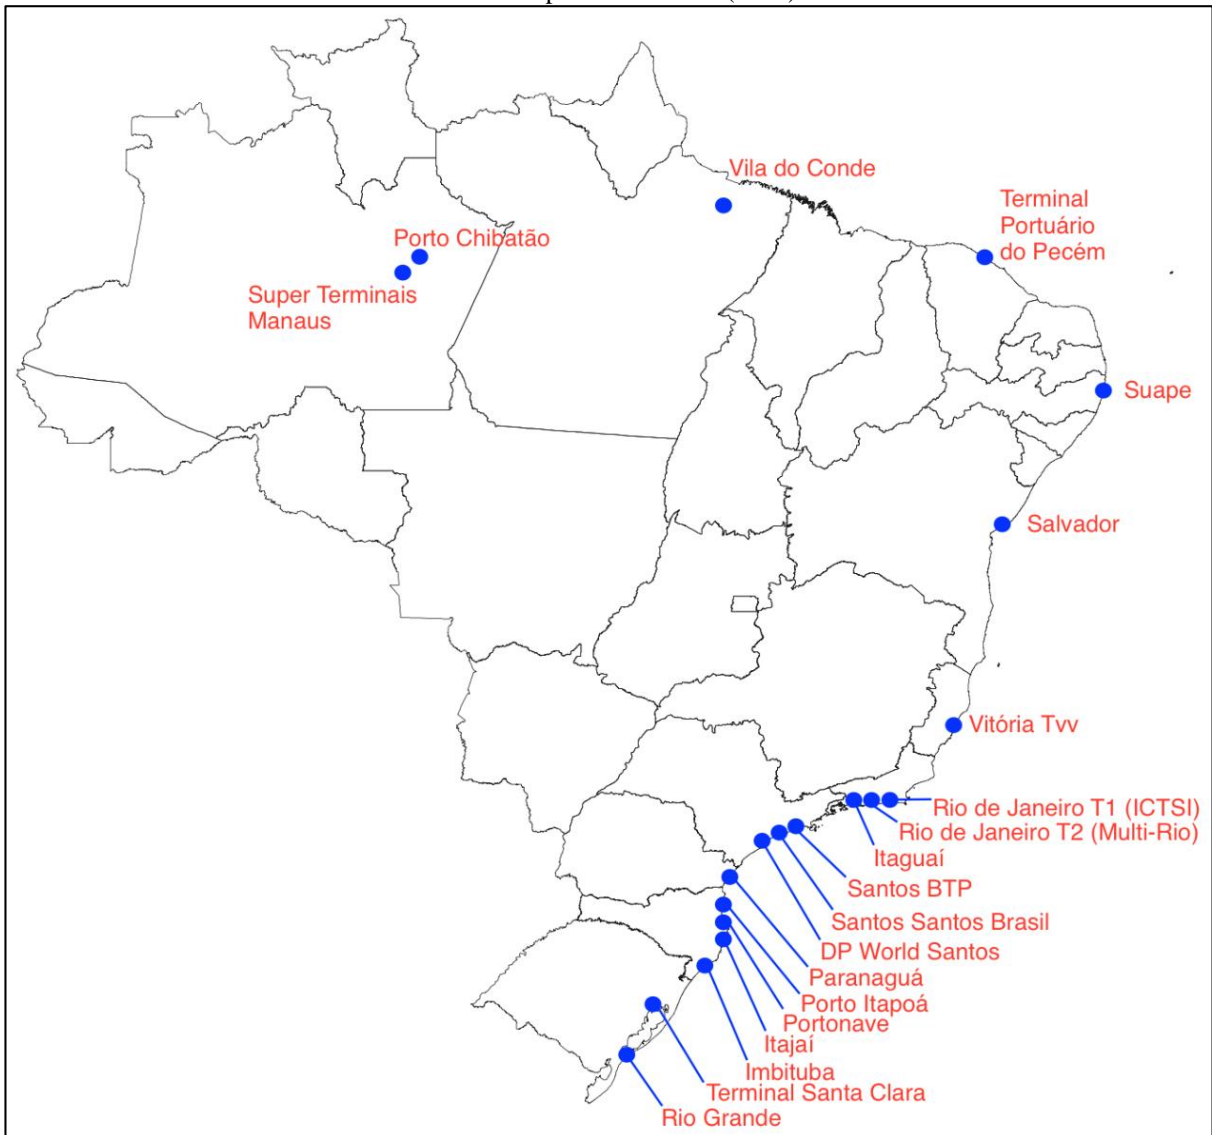 Vila do Conde
Terminal
Portuário
do Pecém
Porto Chibatão
Super Terminais
Manaus
Suape
Salvador
Vitória Tvv
Rio de Janeiro T1 (ICTSI)
Rio de Janeiro T2 (Multi-Rio)
Itaguaí
Santos BTP
Santos Santos Brasil
DP World Santos
Paranaguá
Porto Itapoá
Portonave
Itajaí
Imbituba
Terminal Santa Clara
Rio Grande